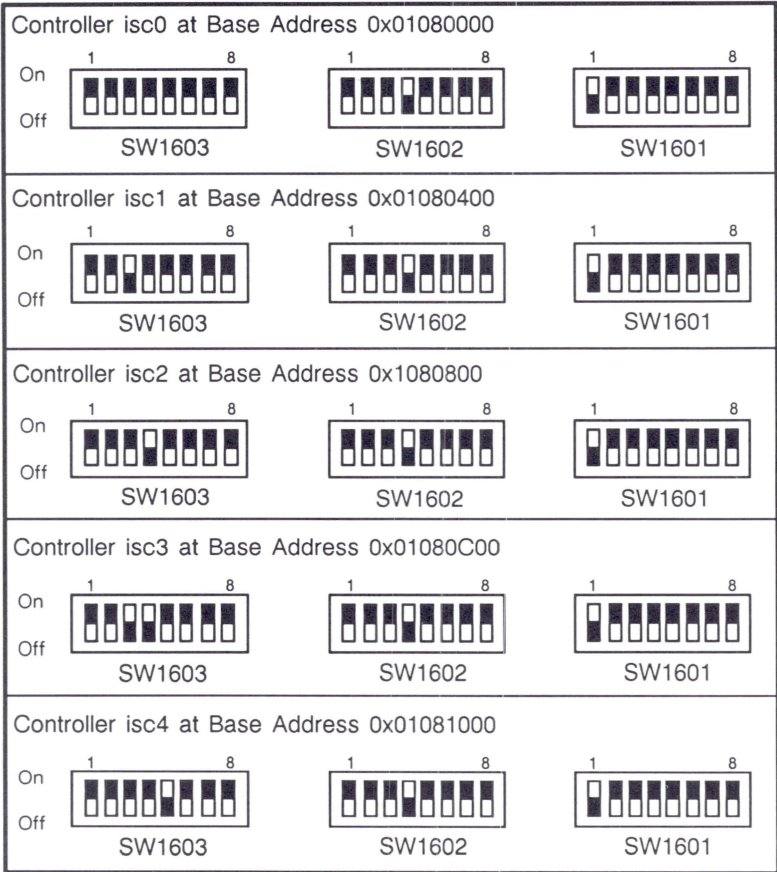 Controller isc0 at Base Address 0x01080000
1 8 1 8 1 8
On
Off
SW1603 SW1602 SW1601
Controller isc1 at Base Address 0x01080400
1 8 1 8 1 8
On
Off
SW1603 SW1602 SW1601
Controller isc2 at Base Address 0x1080800
1 8 1 8 1 8
On
Off
SW1603 SW1602 SW1601
Controller isc3 at Base Address 0x01080C00
1 8 1 8 1 8
On
Off
SW1603 SW1602 SW1601
Controller isc4 at Base Address 0x01081000
1 8 1 8 1 8
On
Off
SW1603 SW1602 SW1601